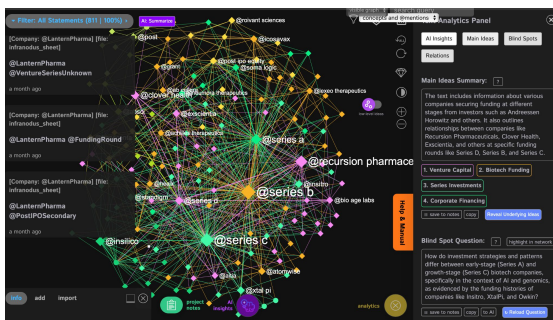 Filter: All Statements (811 | 100%)
AI: Summarize
search query
concepts and @mentions
Analytics Panel
[Company: @LanternPharma] [file: infranodus_sheet]
@LanternPharma
@VentureSeriesUnknown
a month ago
[Company: @LanternPharma] [file: infranodus_sheet]
@LanternPharma @FundingRound
a month ago
[Company: @LanternPharma] [file: infranodus_sheet]
@LanternPharma
@PostIPOSecondary
a month ago
info
add
import
@roivant sciences
@post
@icosavax
@post ipo equity
@soma logic
@exeo therapeutics
@exscientia
@series a
@recursion pharmace
@insitro
@series b
@series d
@bio age labs
@series c
@insilico
@atomwise
@xtal pi
project notes
AI insights
analytics
Help & Manual
AI Insights
Main Ideas
Blind Spots
Relations
Main Ideas Summary:
?
The text includes information about various
companies securing funding at different
stages from investors such as Andreessen
Horowitz and others. It also outlines
relationships between companies like
Recursion Pharmaceuticals, Clover Health,
Exscientia, and others at specific funding
rounds like Series D, Series B, and Series C.
1. Venture Capital
2. Biotech Funding
3. Series Investments
4. Corporate Financing
save to notes
copy
Reveal Underlying Ideas
Blind Spot Question:
?
highlight in network
How do investment strategies and patterns
differ between early-stage (Series A) and
growth-stage (Series C) biotech companies,
specifically in the context of AI and genomics,
as evidenced by the funding histories of
companies like Insitro, XtalPi, and Owkin?
save to notes
copy
to AI
Reload Question